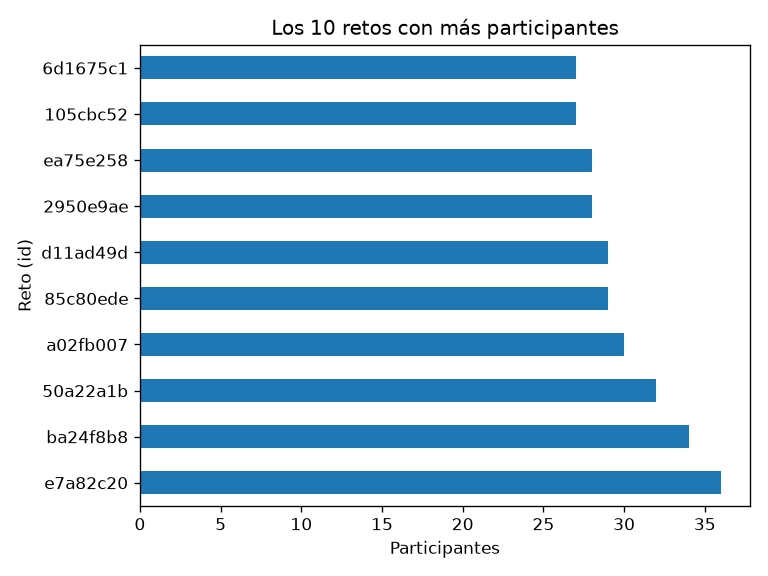 Los 10 retos con más participantes
Reto (id)
6d1675c1
105cbc52
ea75e258
2950e9ae
d11ad49d
85c80ede
a02fb007
50a22a1b
ba24f8b8
e7a82c20
0 5 10 15 20 25 30 35
Participantes